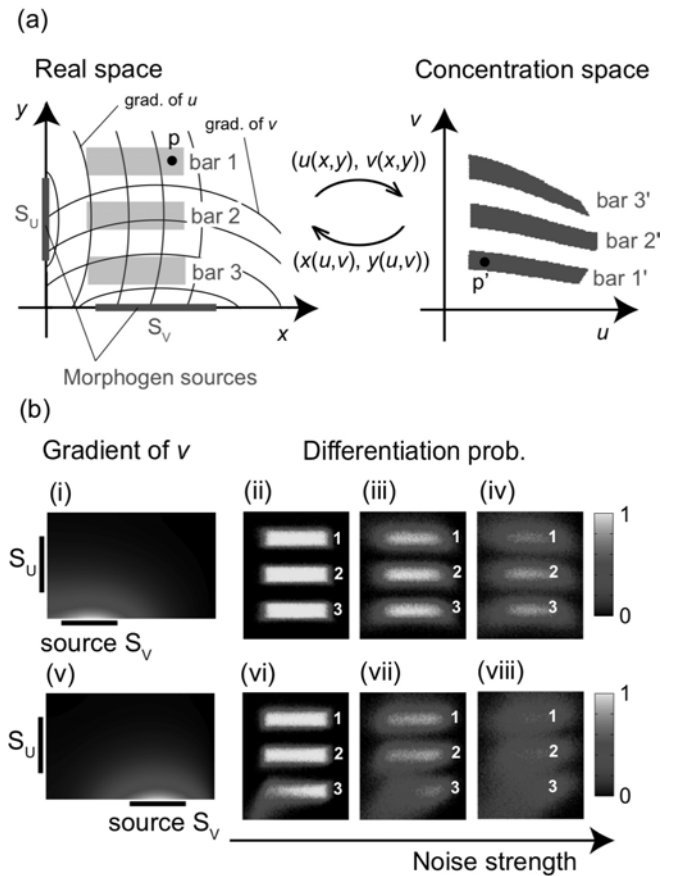 (a)
Real space
Concentration space
y
grad. of u
grad. of v
p
bar 1
bar 2
bar 3
S_U
S_V
x
Morphogen sources
(u(x,y), v(x,y))
(x(u,v), y(u,v))
v
bar 3'
bar 2'
bar 1'
p'
u
(b)
Gradient of v
Differentiation prob.
(i)
(ii)
(iii)
(iv)
S_U
source S_V
1
2
3
1
2
3
1
2
3
1
0
(v)
(vi)
(vii)
(viii)
S_U
source S_V
1
2
3
1
2
3
1
2
3
1
0
Noise strength